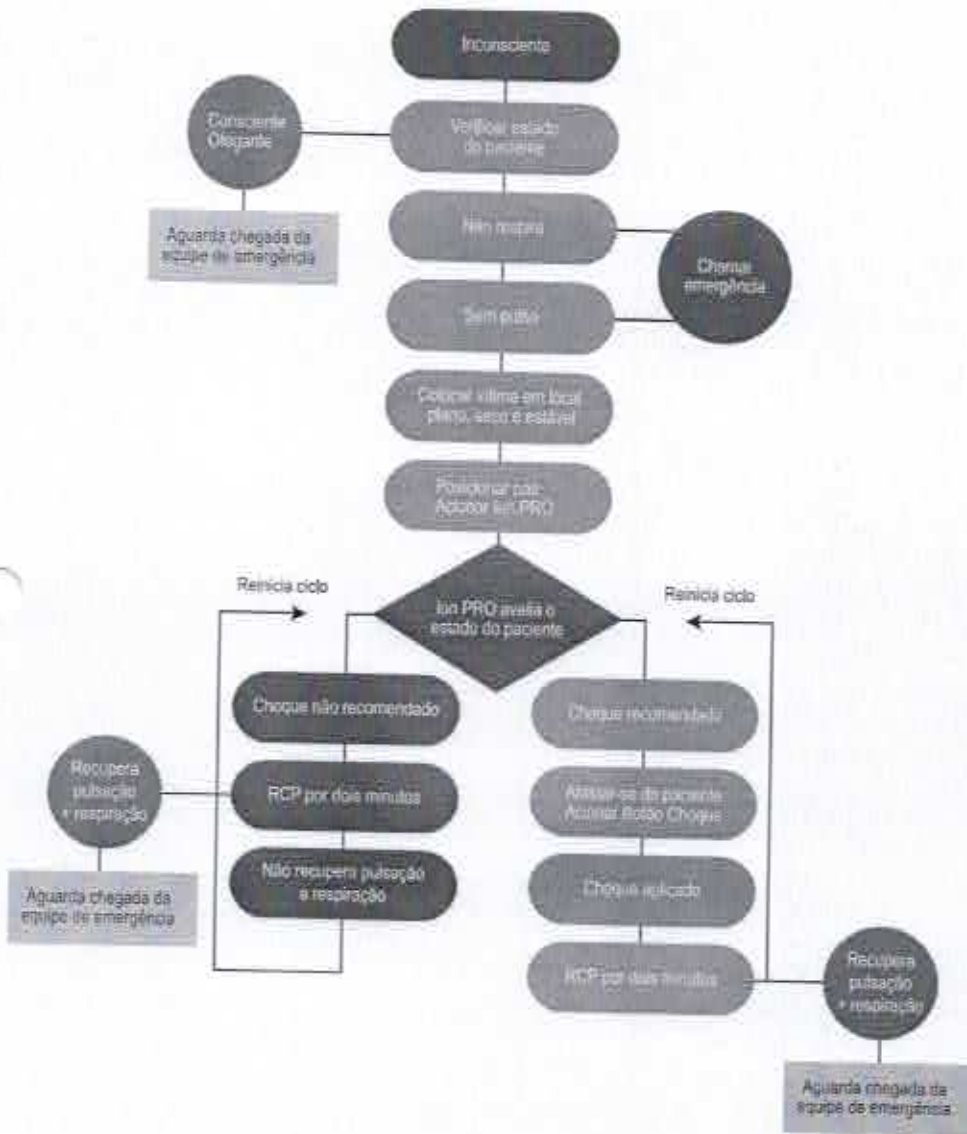 Inconsciente
Consciente
Ofegante
Verificar estado
do paciente
Aguarda chegada da
equipe de emergência
Não respira
Chamar
emergência
Sem pulso
Colocar vítima em local
plano, seco e estável
Posicionar pás
Acionar Ion PRO
Reinicia ciclo
Ion PRO avalia o
estado do paciente
Reinicia ciclo
Choque não recomendado
Choque recomendado
Recupera
pulsação
+ respiração
RCP por dois minutos
Afastar-se do paciente
Acionar Botão Choque
Não recupera pulsação
e respiração
Aguarda chegada da
equipe de emergência
Choque aplicado
RCP por dois minutos
Recupera
pulsação
+ respiração
Aguarda chegada da
equipe de emergência